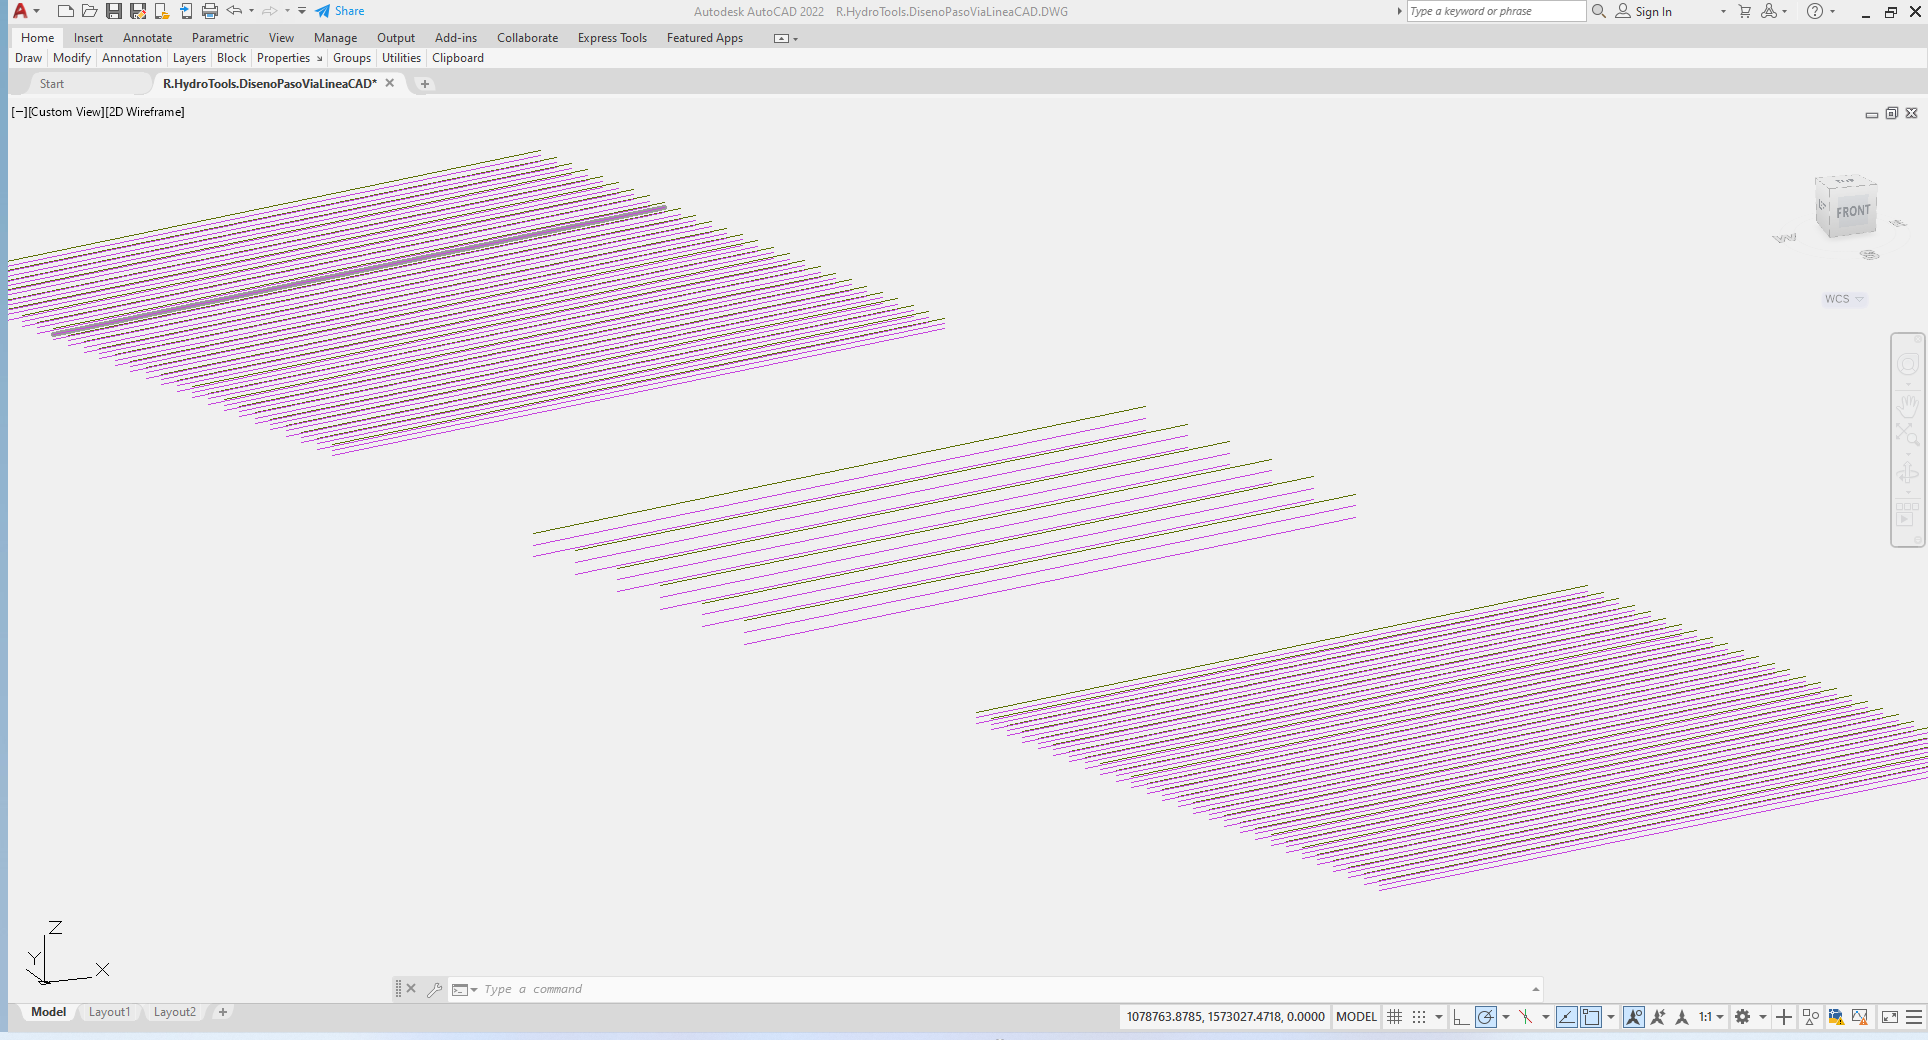 Share
Autodesk AutoCAD 2022 R.HydroTools.DisenoPasoViaLineaCAD.DWG
Type a keyword or phrase
Sign In
Home Insert Annotate Parametric View Manage Output Add-ins Collaborate Express Tools Featured Apps
Draw Modify Annotation Layers Block Properties Groups Utilities Clipboard
Start R.HydroTools.DisenoPasoViaLineaCAD*
[−][Custom View][2D Wireframe]
FRONT
WCS
Z
Y
X
Type a command
Model Layout1 Layout2
1078763.8785, 1573027.4718, 0.0000 MODEL 1:1